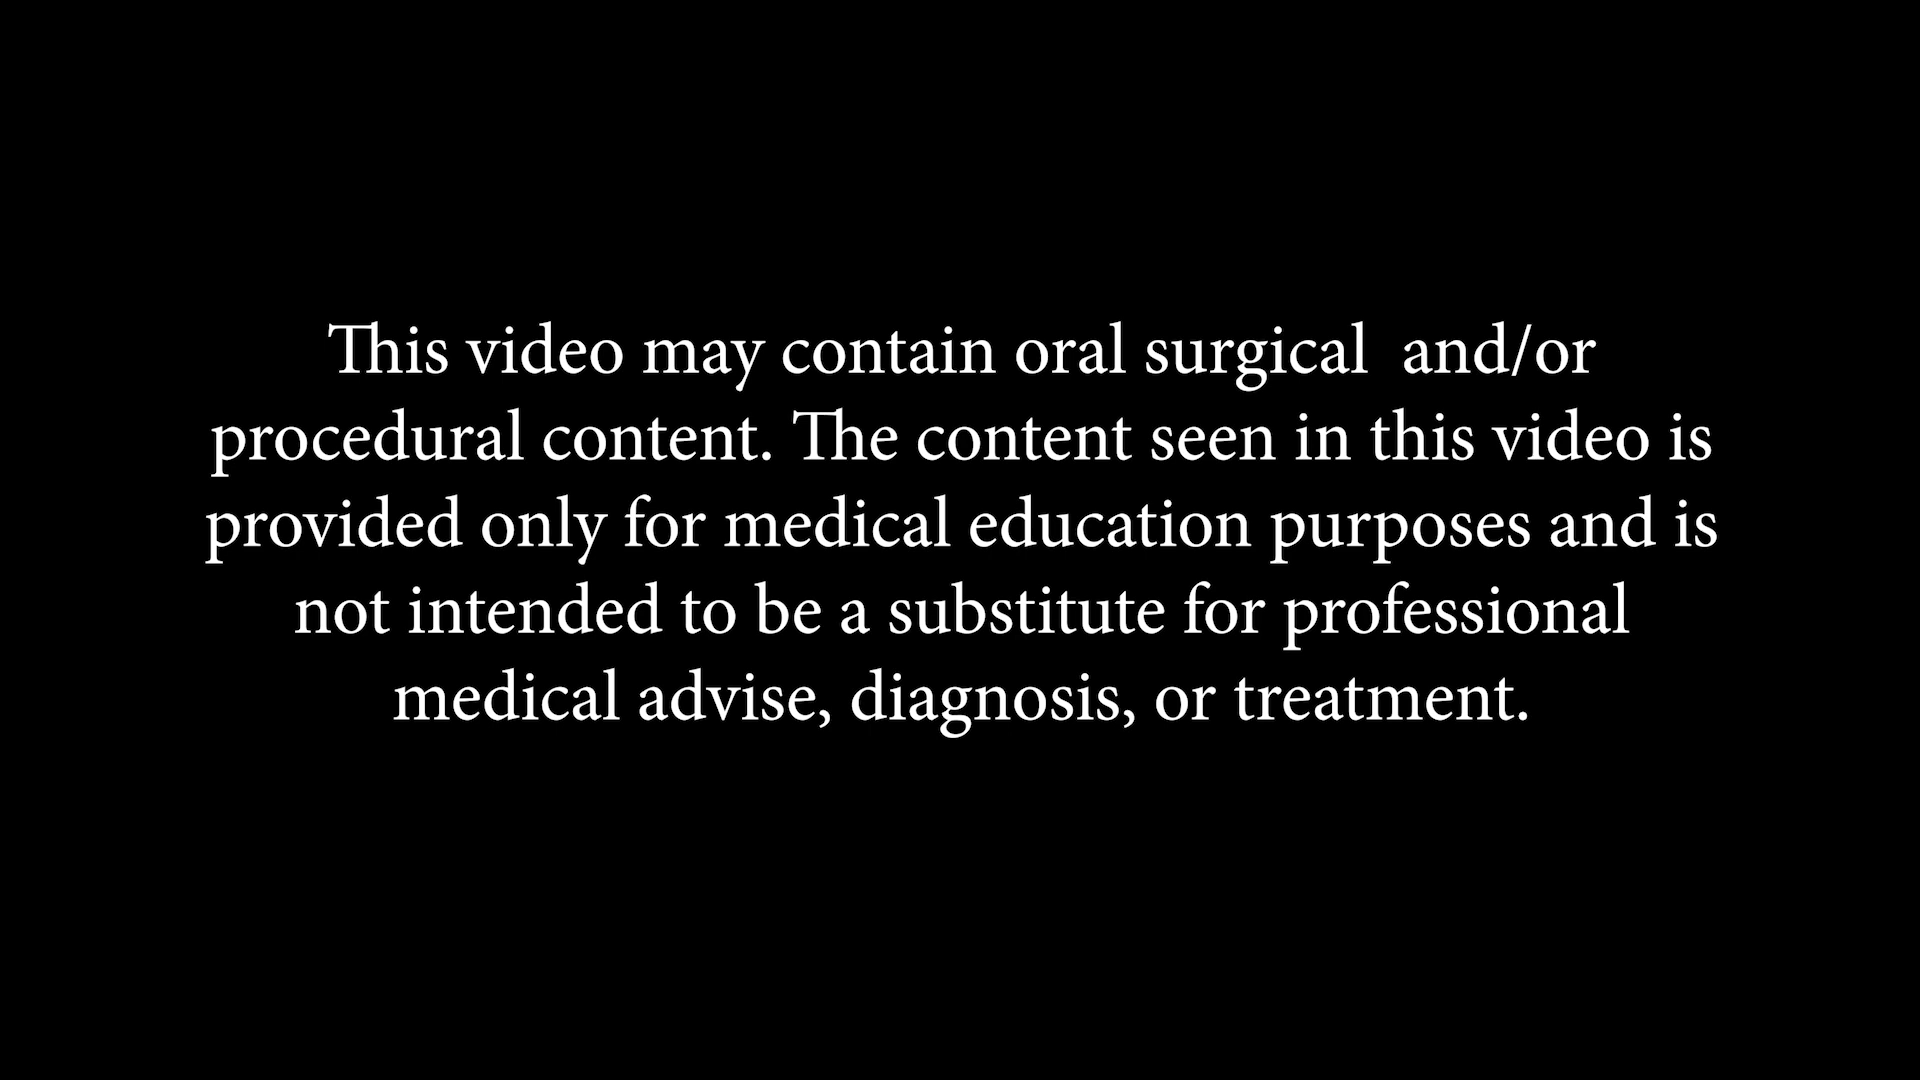 This video may contain oral surgical  and/or
procedural content. The content seen in this video is
provided only for medical education purposes and is
not intended to be a substitute for professional
medical advise, diagnosis, or treatment.